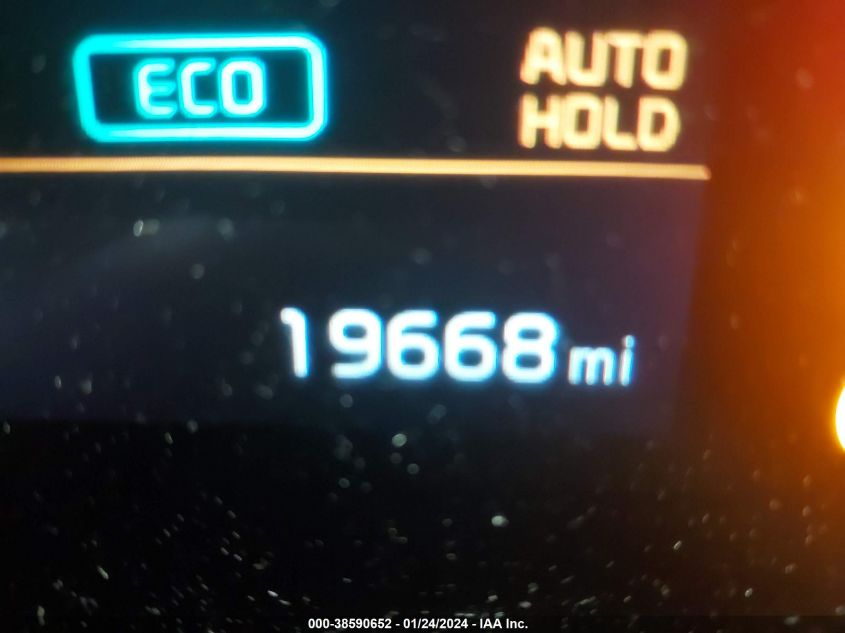 ECO
AUTO
HOLD
19668 mi
000-38590652 - 01/24/2024 - IAA Inc.